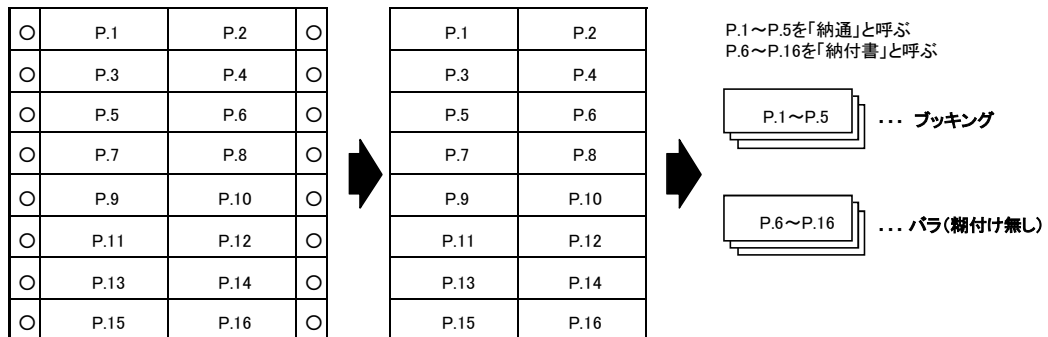 ○ P.1 P.2 ○
○ P.3 P.4 ○
○ P.5 P.6 ○
○ P.7 P.8 ○
○ P.9 P.10 ○
○ P.11 P.12 ○
○ P.13 P.14 ○
○ P.15 P.16 ○
P.1 P.2
P.3 P.4
P.5 P.6
P.7 P.8
P.9 P.10
P.11 P.12
P.13 P.14
P.15 P.16
P.1～P.5を「納通」と呼ぶ
P.6～P.16を「納付書」と呼ぶ
P.1～P.5 ... ブッキング
P.6～P.16 ... バラ(糊付け無し)